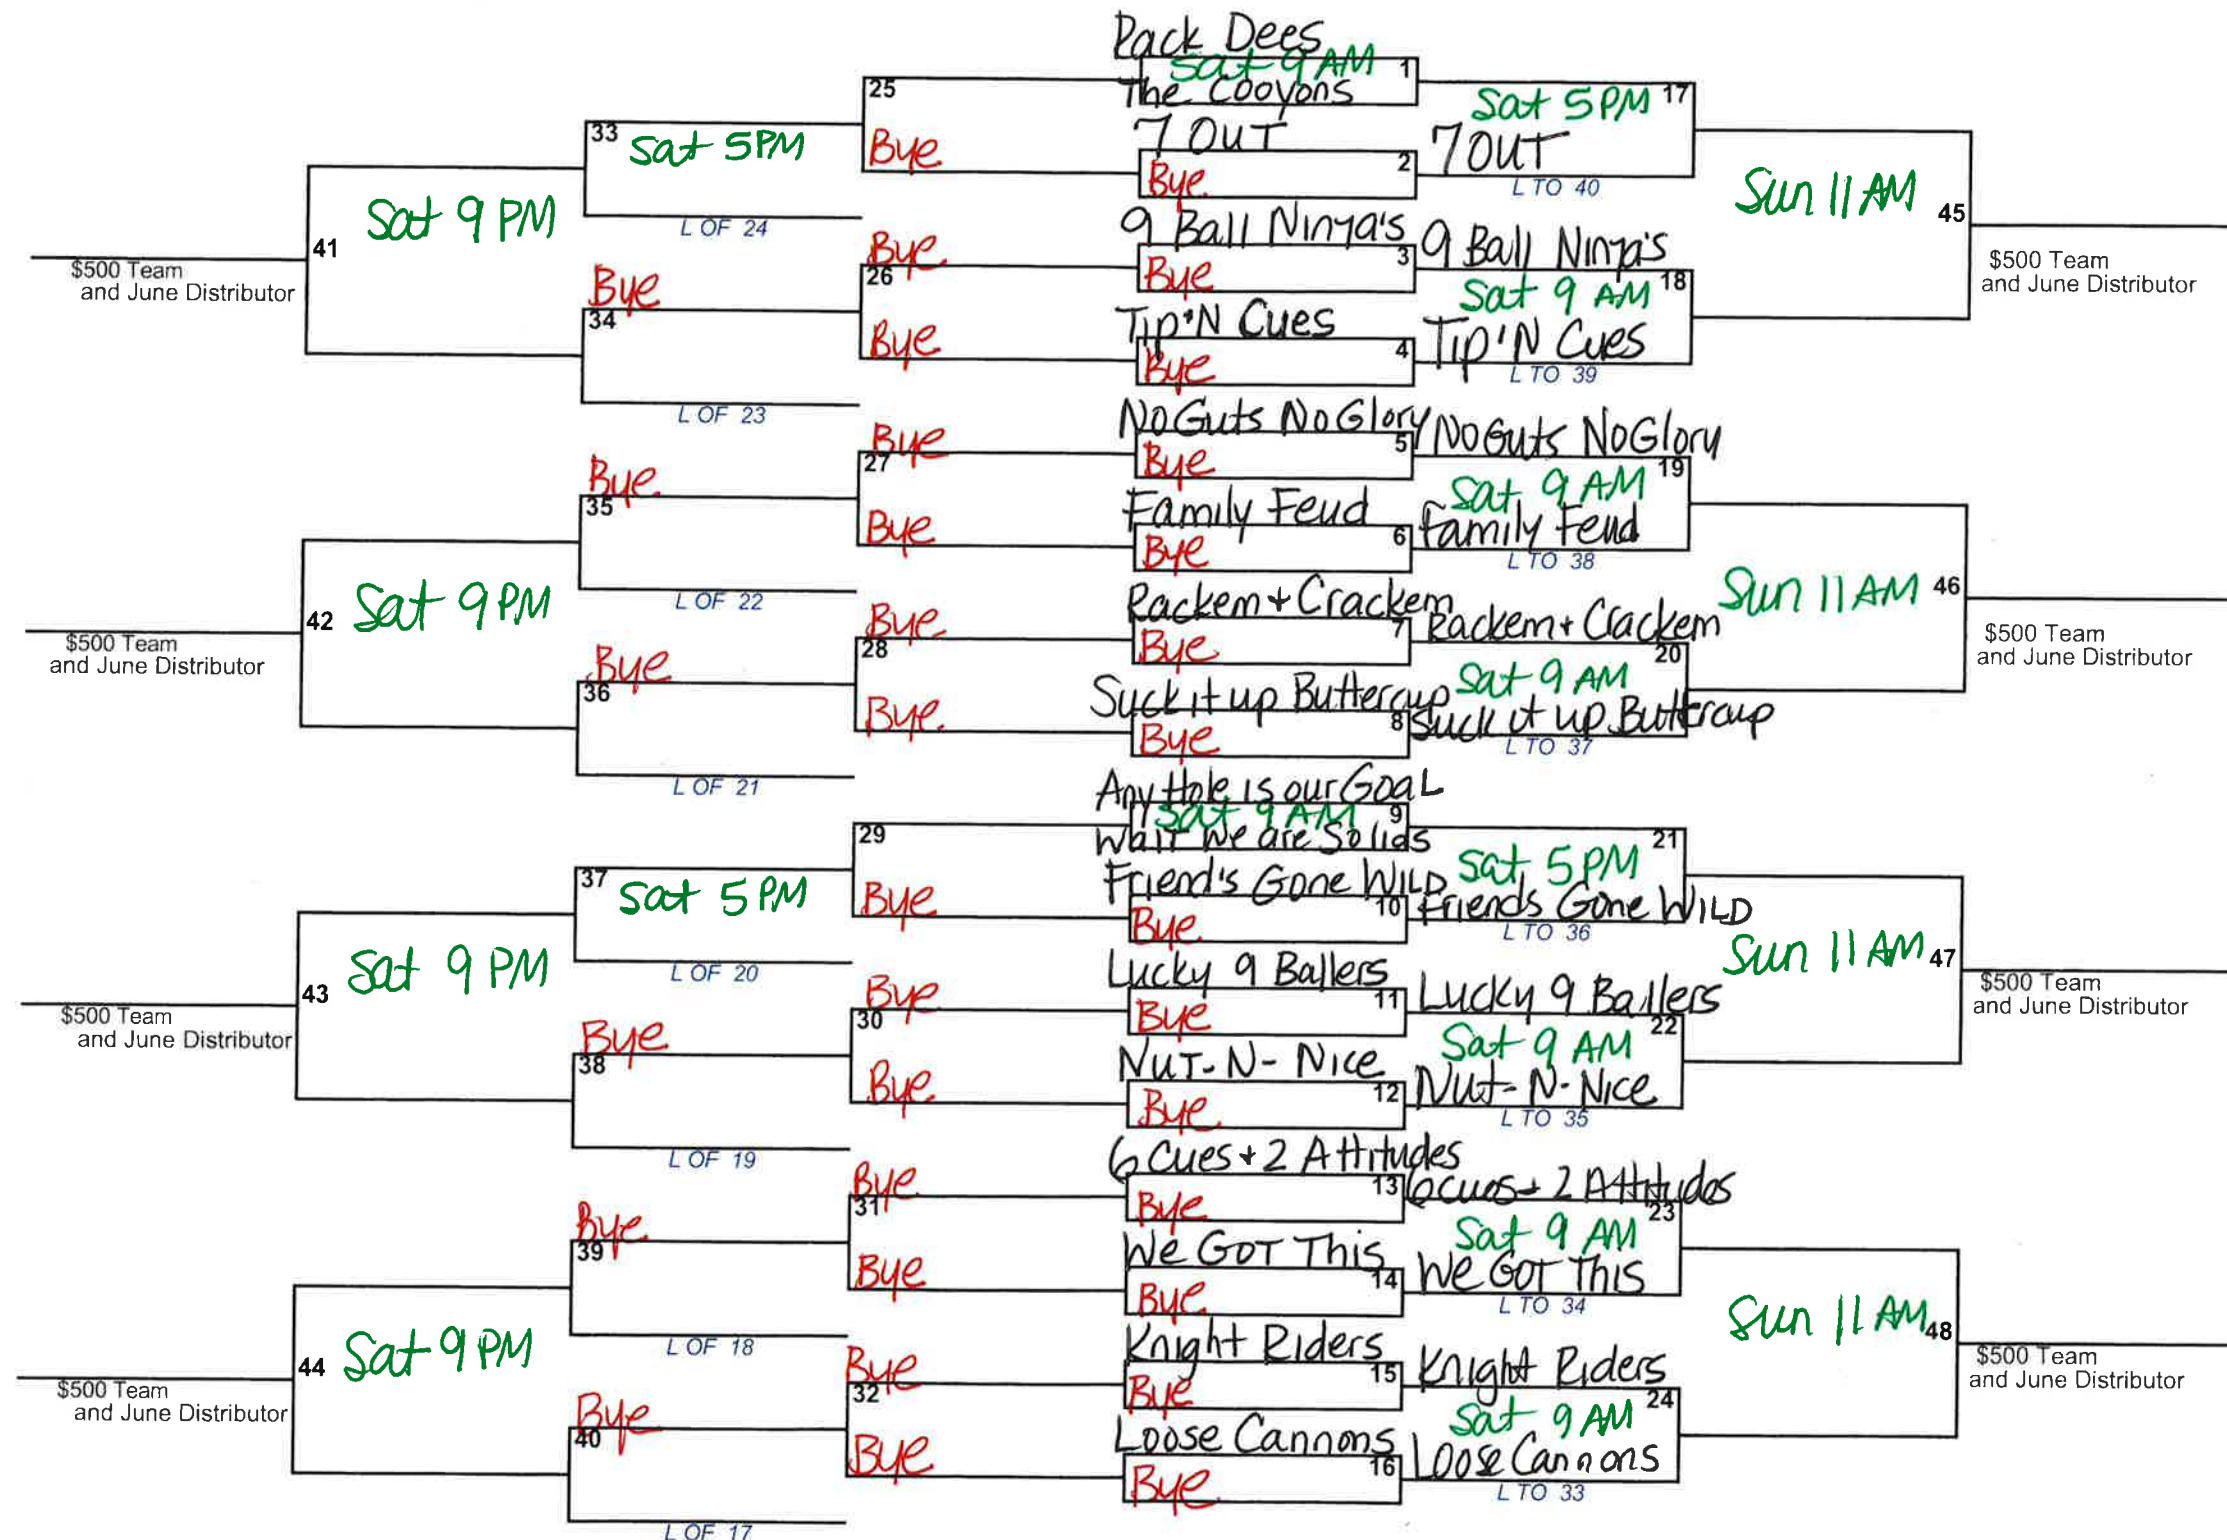 Rack Dees
Sat 9 AM 1
The Cooyons
25
Sat 5PM 17
33 Sat 5PM
Bye
7 OUT
Bye 2
7 OUT
L TO 40
Sat 9 PM
41
$500 Team
and June Distributor
L OF 24
Sun 11 AM 45
$500 Team
and June Distributor
Bye
26
9 Ball Ninja's
Bye 3
9 Ball Ninja's
Sat 9 AM 18
Bye
34
Bye
Tip'N Cues
Bye 4
Tip'N Cues
L TO 39
L OF 23
Bye
27
No Guts No Glory
Bye 5
No Guts No Glory
Sat 9 AM 19
Bye
35
Bye
Family Feud
Bye 6
Family Feud
L TO 38
42 Sat 9 PM
$500 Team
and June Distributor
L OF 22
Sun 11 AM 46
$500 Team
and June Distributor
Bye
28
Rackem + Crackem
Bye 7
Rackem + Crackem
20
Sat 9 AM
Bye
36
Bye
Suck it up Buttercup
Bye 8
Suck it up Buttercup
L TO 37
L OF 21
29
Any Hole is our GoaL
Sat 9 AM 9
Wait We are Solids
21
Sat 5 PM
37
Sat 5 PM
Bye
Friend's Gone WILD
Bye 10
Friends Gone WILD
L TO 36
43 Sat 9 PM
$500 Team
and June Distributor
L OF 20
Sun 11 AM 47
$500 Team
and June Distributor
Bye
30
Lucky 9 Ballers
Bye 11
Lucky 9 Ballers
22
Sat 9 AM
Bye
38
Bye
NUT-N-NICE
Bye 12
Nut-N-Nice
L TO 35
L OF 19
Bye
31
6 Cues + 2 Attitudes
Bye 13
6 cues + 2 Attitudes
23
Sat 9 AM
Bye
39
Bye
We GOT This
Bye 14
We GOT This
L TO 34
44 Sat 9 PM
$500 Team
and June Distributor
L OF 18
Sun 11 AM 48
$500 Team
and June Distributor
Bye
32
Knight Riders
Bye 15
Knight Riders
24
Sat 9 AM
Bye
40
Bye
Loose Cannons
Bye 16
Loose Cannons
L TO 33
L OF 17